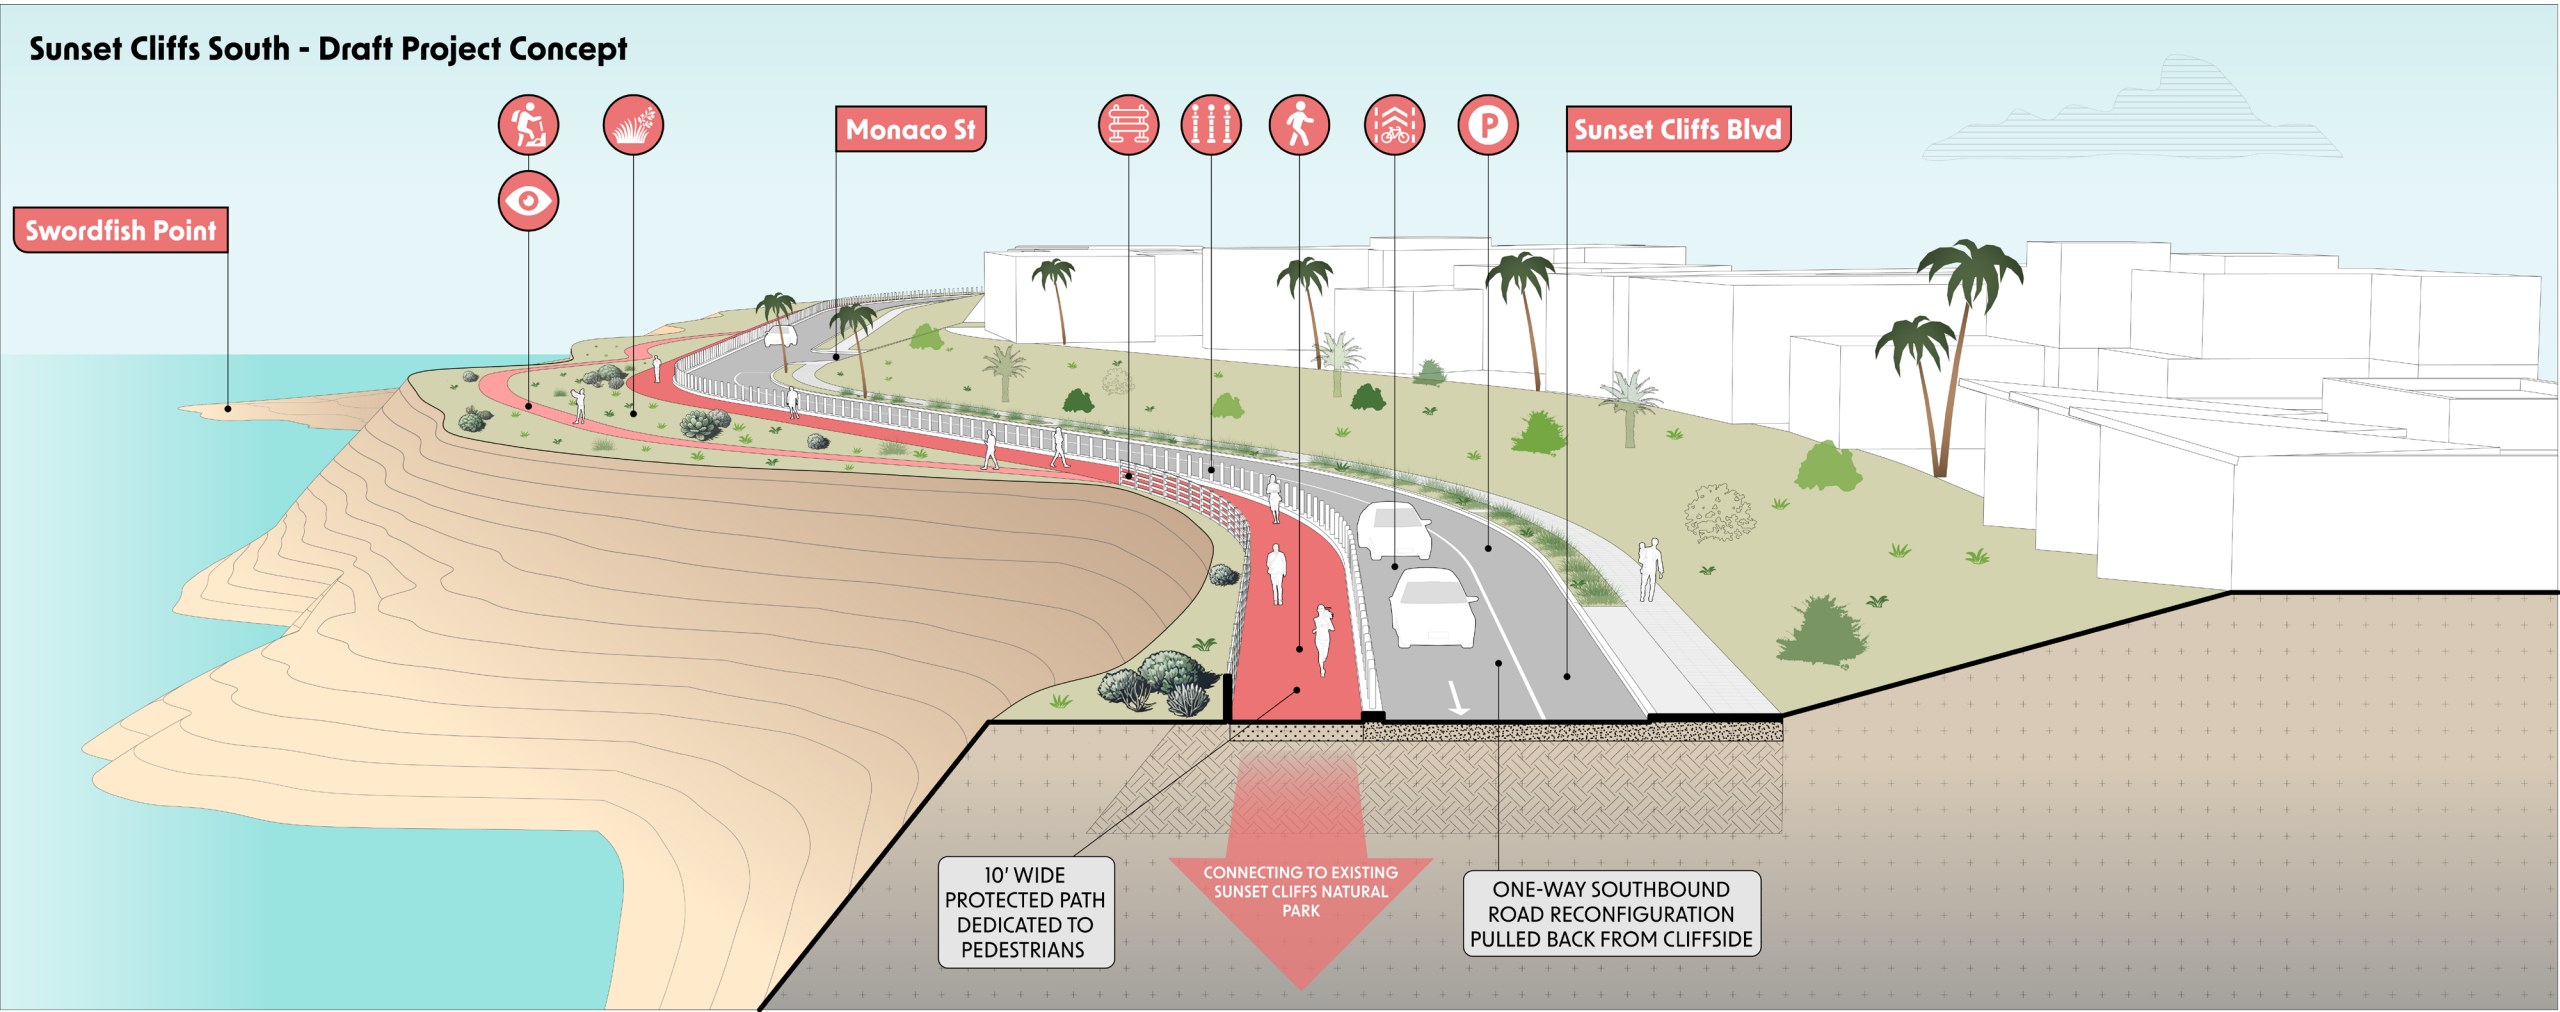 Sunset Cliffs South - Draft Project Concept
Swordfish Point
Monaco St
P
Sunset Cliffs Blvd
10' WIDE
PROTECTED PATH
DEDICATED TO
PEDESTRIANS
CONNECTING TO EXISTING
SUNSET CLIFFS NATURAL
PARK
ONE-WAY SOUTHBOUND
ROAD RECONFIGURATION
PULLED BACK FROM CLIFFSIDE